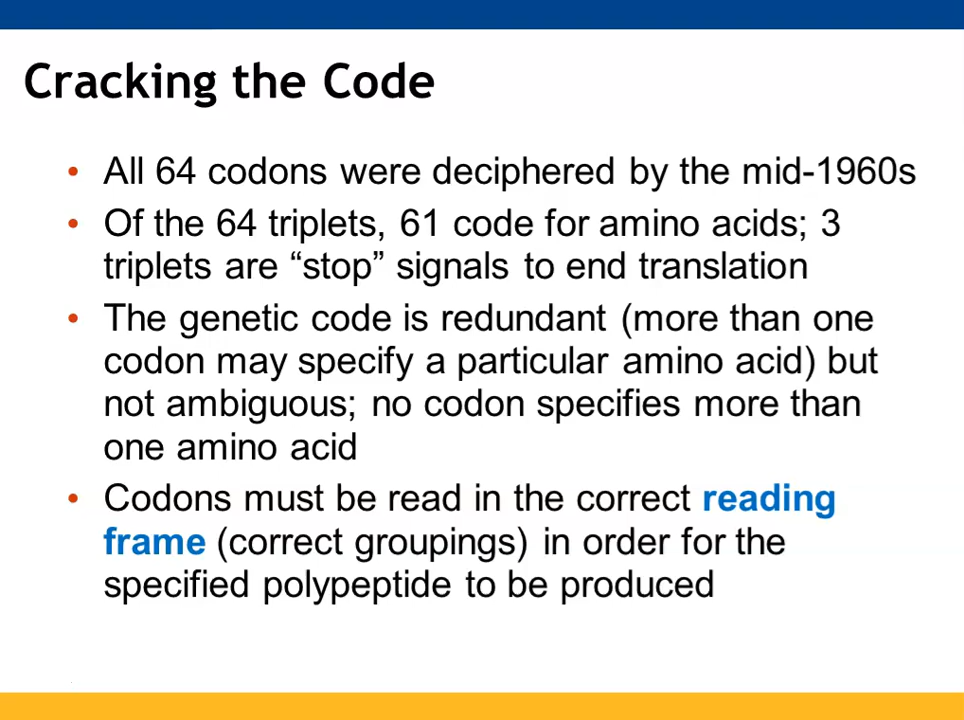 Cracking the Code
• All 64 codons were deciphered by the mid-1960s
• Of the 64 triplets, 61 code for amino acids; 3
triplets are “stop” signals to end translation
• The genetic code is redundant (more than one
codon may specify a particular amino acid) but
not ambiguous; no codon specifies more than
one amino acid
• Codons must be read in the correct reading
frame (correct groupings) in order for the
specified polypeptide to be produced